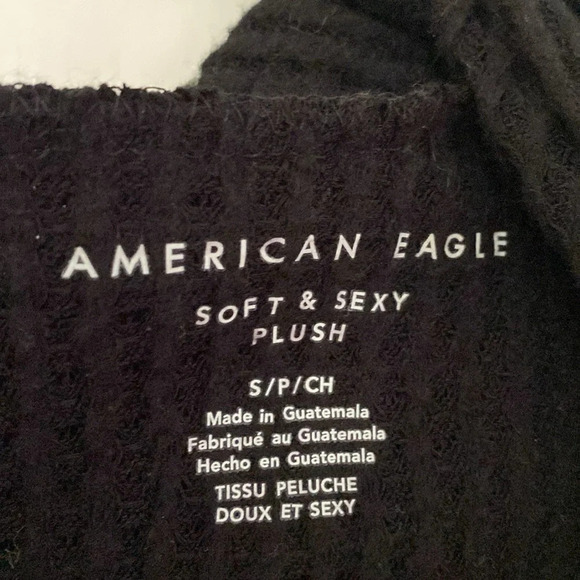 AMERICAN EAGLE
SOFT & SEXY
PLUSH
S/P/CH
Made in Guatemala
Fabriqué au Guatemala
Hecho en Guatemala
TISSU PELUCHE
DOUX ET SEXY